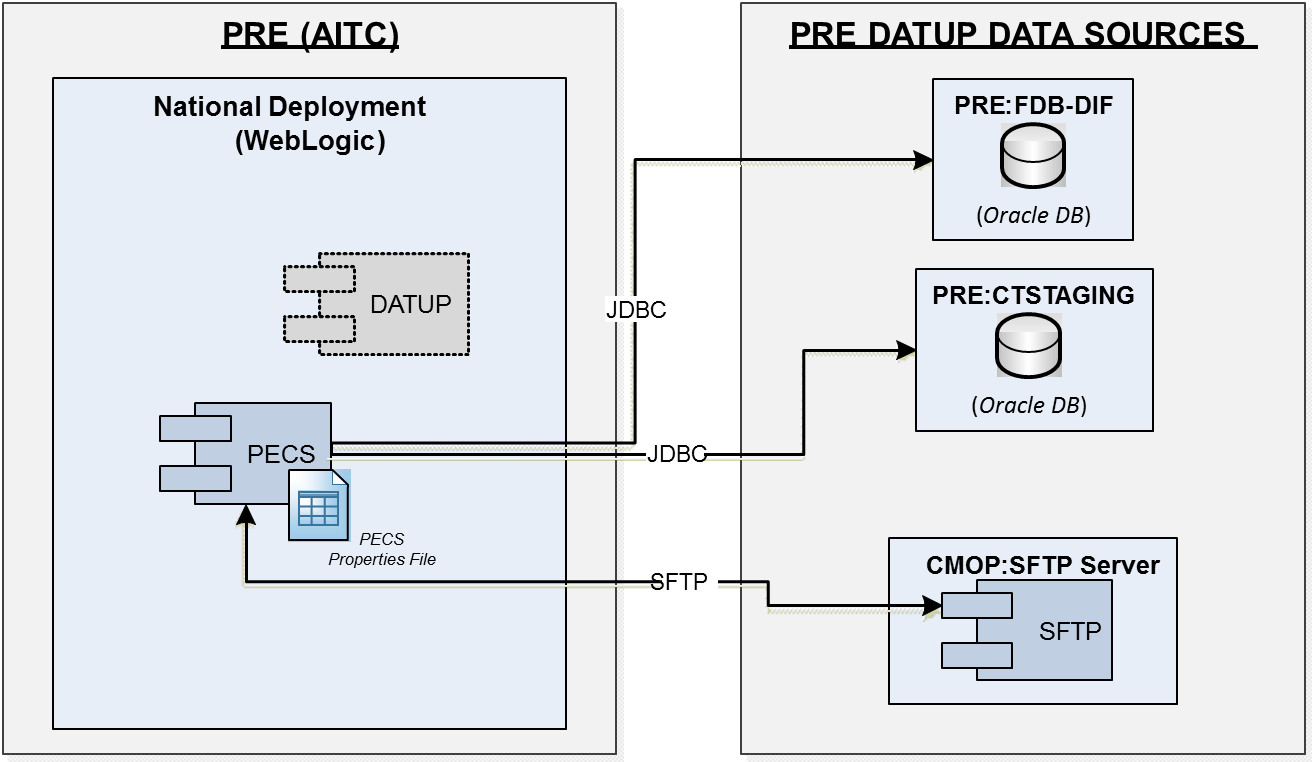 PRE (AITC)
National Deployment
(WebLogic)
DATUP
PECS
PECS
Properties File
JDBC
JDBC
SFTP
PRE DATUP DATA SOURCES
PRE:FDB-DIF
(Oracle DB)
PRE:CTSTAGING
(Oracle DB)
CMOP:SFTP Server
SFTP